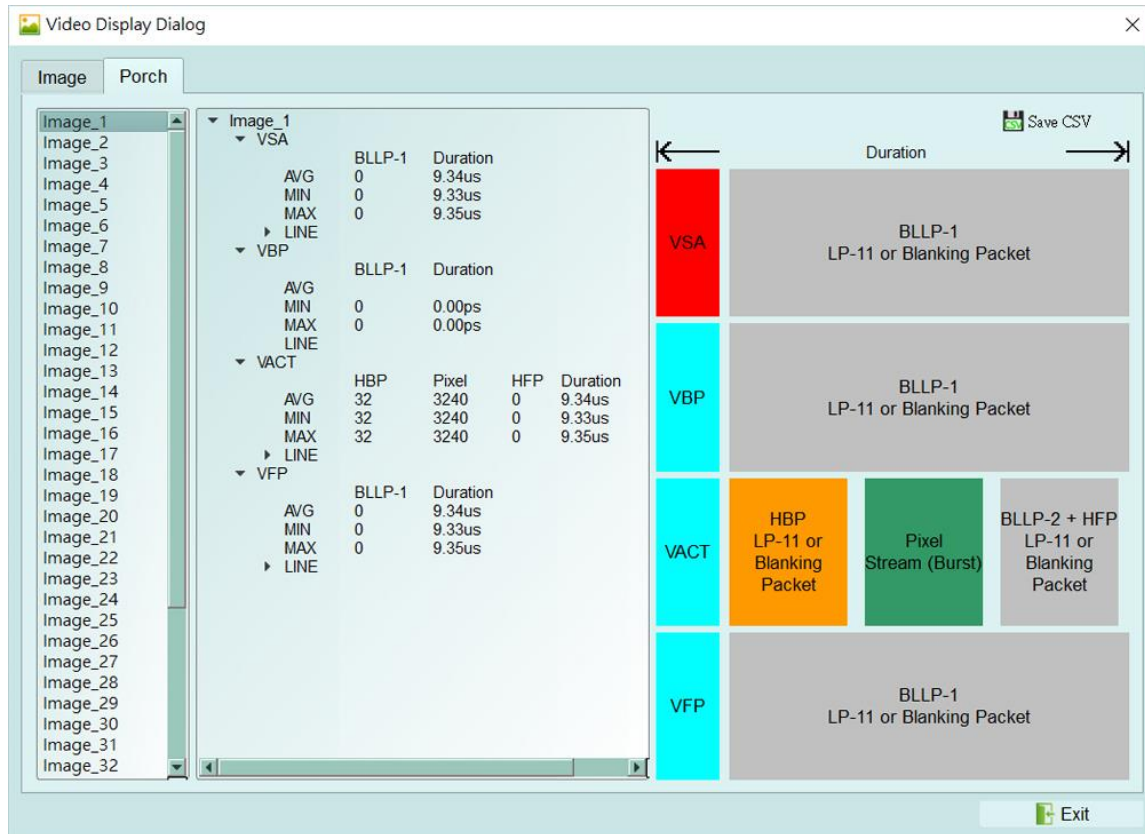 Video Display Dialog
Image Porch
Image_1
Image_2
Image_3
Image_4
Image_5
Image_6
Image_7
Image_8
Image_9
Image_10
Image_11
Image_12
Image_13
Image_14
Image_15
Image_16
Image_17
Image_18
Image_19
Image_20
Image_21
Image_22
Image_23
Image_24
Image_25
Image_26
Image_27
Image_28
Image_29
Image_30
Image_31
Image_32
Image_1
VSA
BLLP-1 Duration
AVG 0 9.34us
MIN 0 9.33us
MAX 0 9.35us
LINE
VBP
BLLP-1 Duration
AVG
MIN 0 0.00ps
MAX 0 0.00ps
LINE
VACT
HBP Pixel HFP Duration
AVG 32 3240 0 9.34us
MIN 32 3240 0 9.33us
MAX 32 3240 0 9.35us
LINE
VFP
BLLP-1 Duration
AVG 0 9.34us
MIN 0 9.33us
MAX 0 9.35us
LINE
CSV Save CSV
Duration
VSA
BLLP-1
LP-11 or Blanking Packet
VBP
BLLP-1
LP-11 or Blanking Packet
VACT
HBP
LP-11 or
Blanking
Packet
Pixel
Stream (Burst)
BLLP-2 + HFP
LP-11 or
Blanking
Packet
VFP
BLLP-1
LP-11 or Blanking Packet
Exit